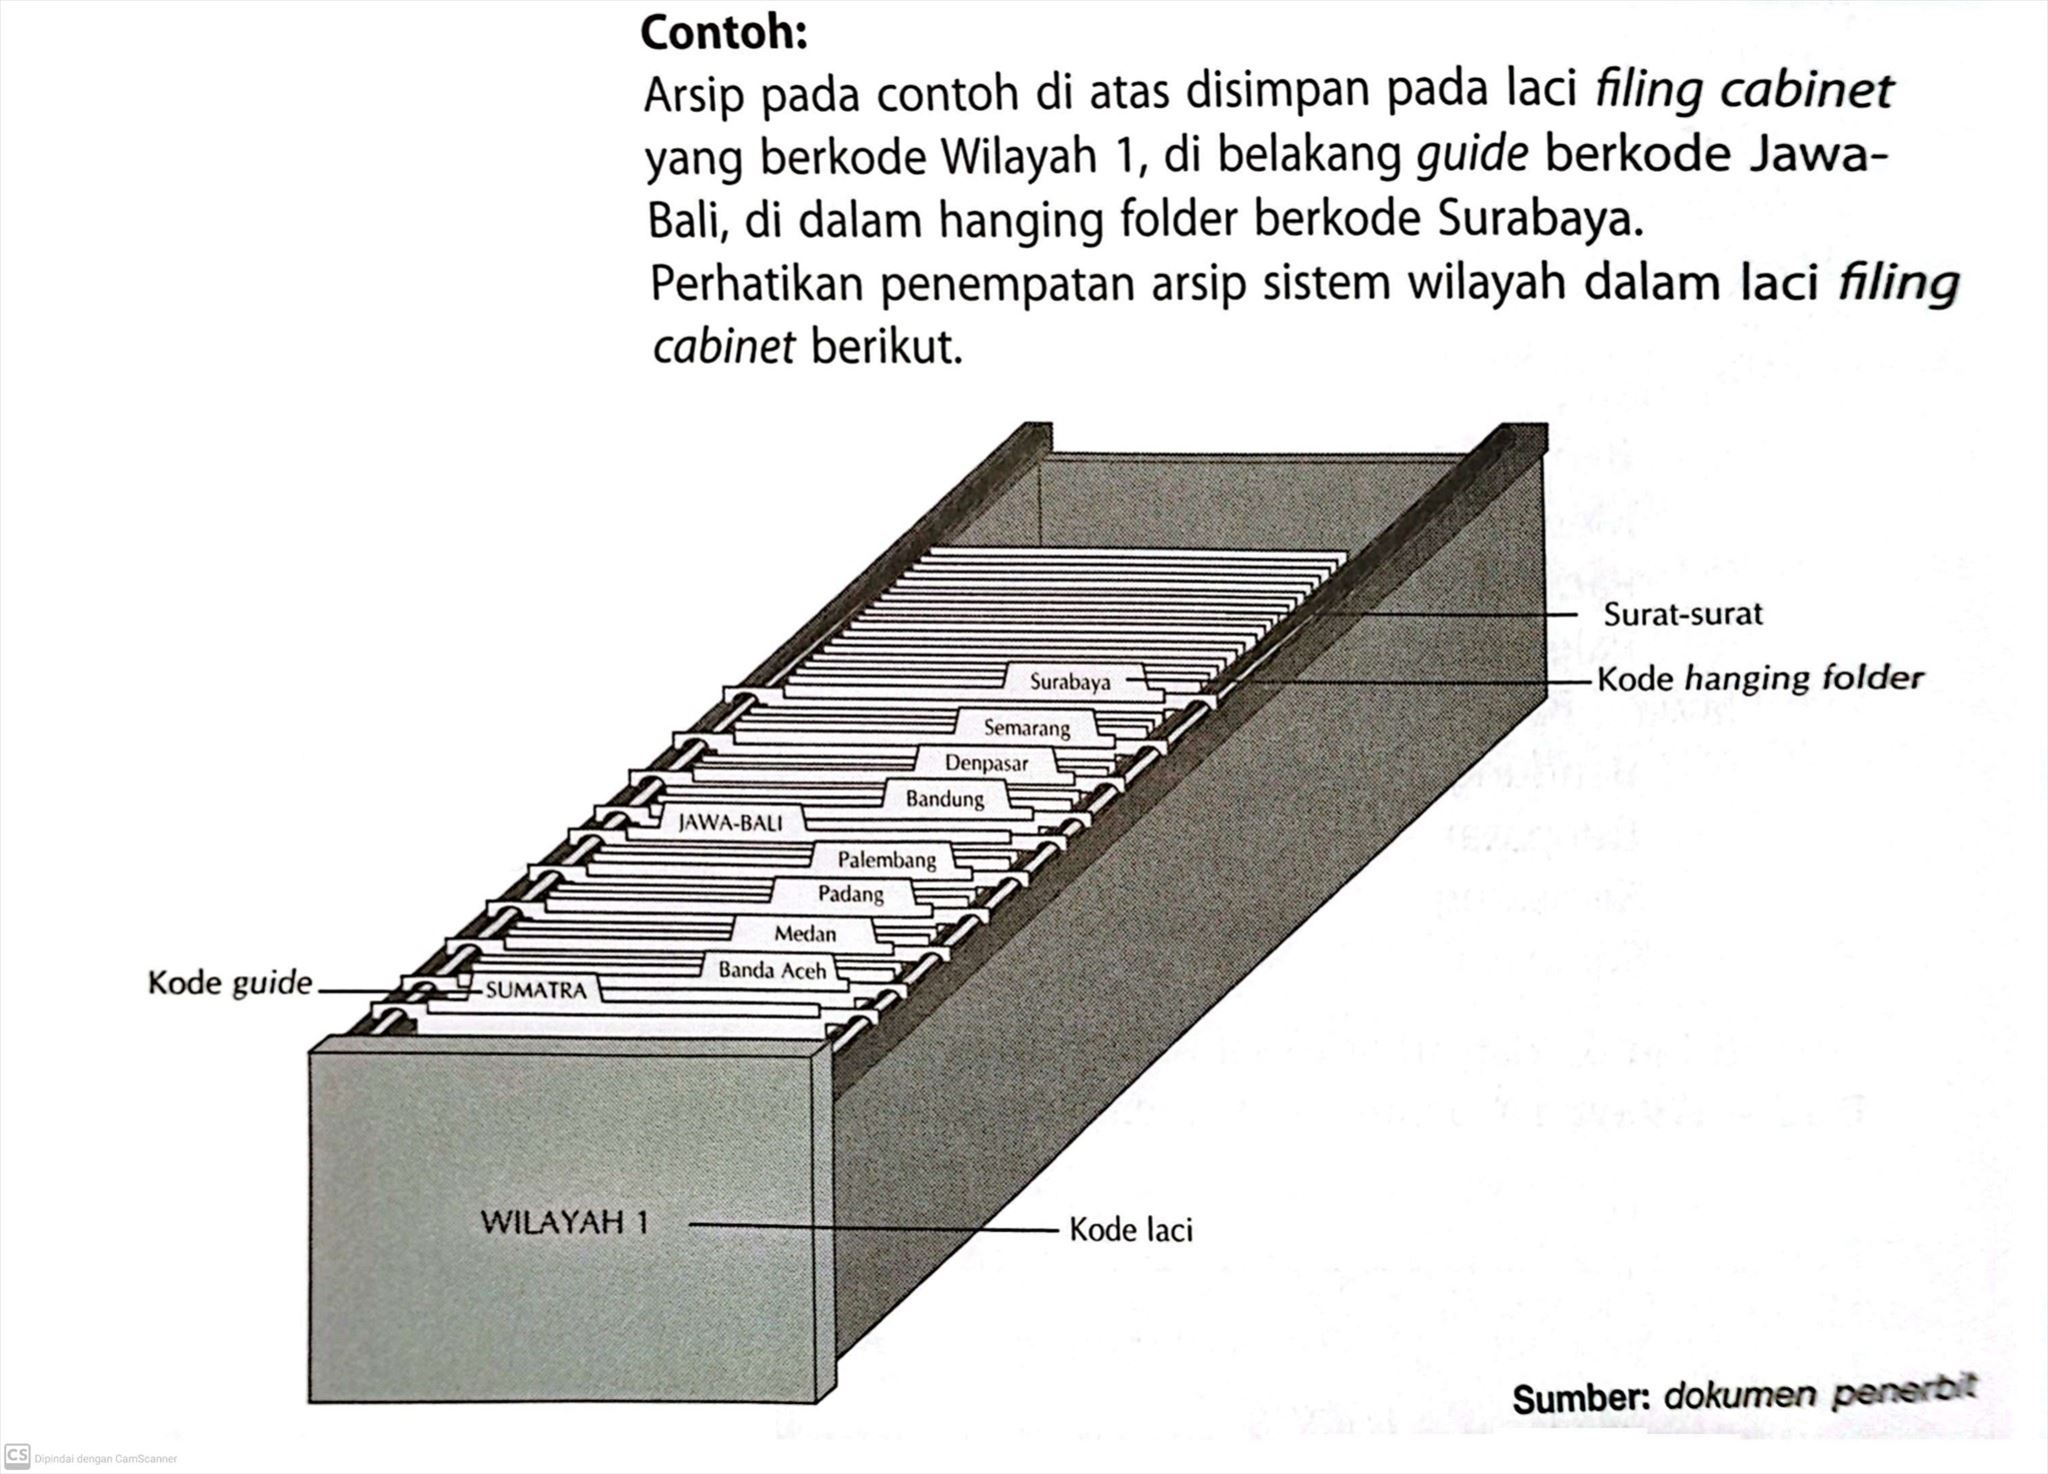 Contoh:
Arsip pada contoh di atas disimpan pada laci filing cabinet
yang berkode Wilayah 1, di belakang guide berkode Jawa-
Bali, di dalam hanging folder berkode Surabaya.
Perhatikan penempatan arsip sistem wilayah dalam laci filing
cabinet berikut.
Surat-surat
Kode hanging folder
Surabaya
Semarang
Denpasar
Bandung
JAWA-BALI
Palembang
Padang
Medan
Banda Aceh
Kode guide
SUMATRA
WILAYAH 1
Kode laci
Sumber: dokumen penerbit
CS Dipindai dengan CamScanner